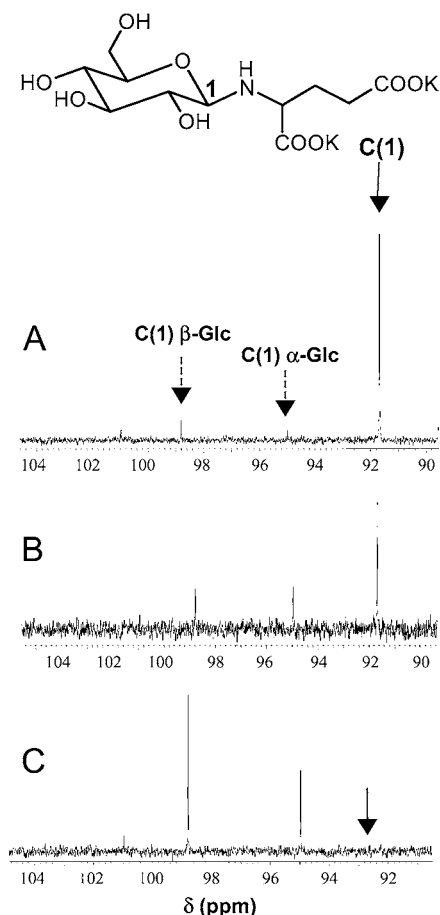 OH
HO
O
1
H
N
COOK
HO
OH
COOK
C(1)
A
C(1) β-Glc
C(1) α-Glc
104 102 100 98 96 94 92 90
B
104 102 100 98 96 94 92 90
C
104 102 100 98 96 94 92
δ (ppm)